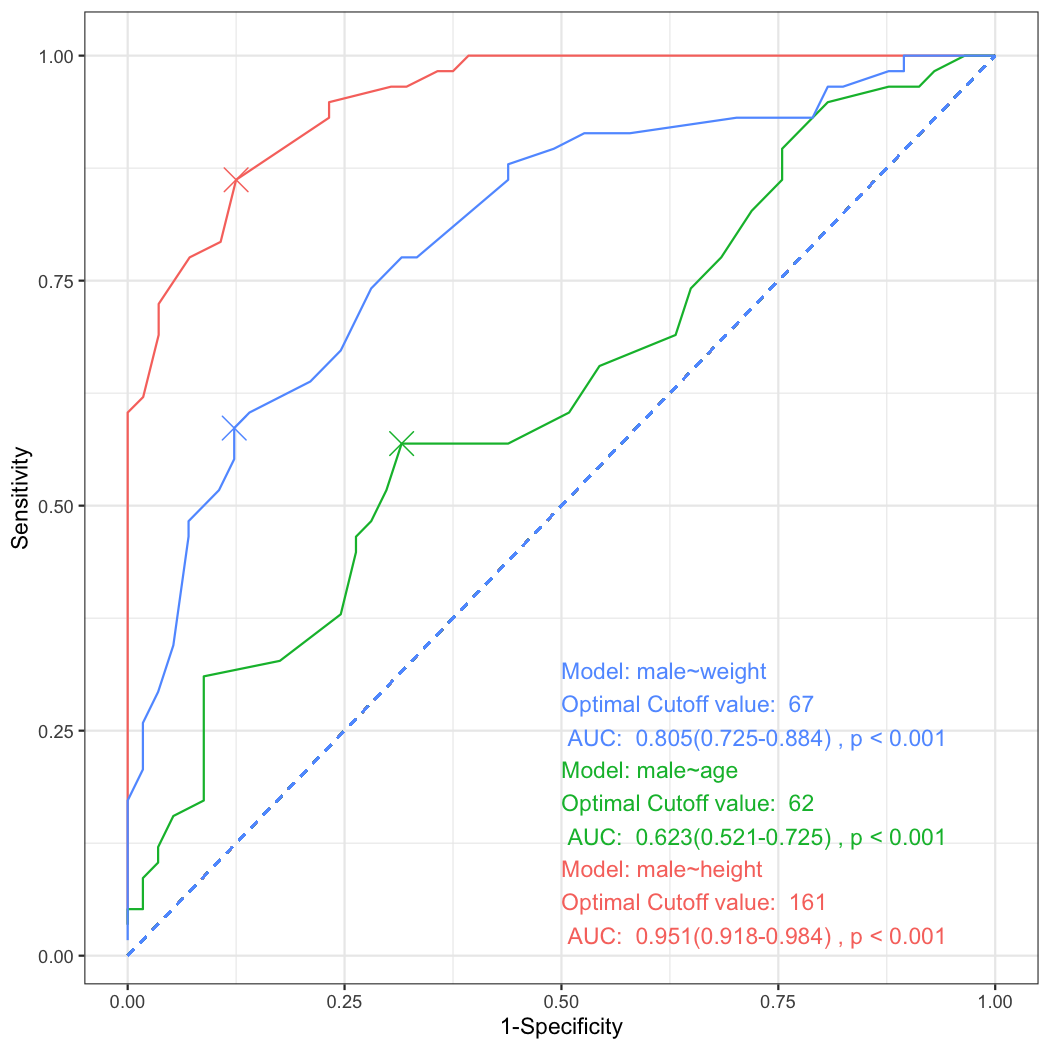 1.00
0.75
Sensitivity
0.50
0.25
0.00
Model: male~weight
Optimal Cutoff value:  67
AUC:  0.805(0.725-0.884) , p < 0.001
Model: male~age
Optimal Cutoff value:  62
AUC:  0.623(0.521-0.725) , p < 0.001
Model: male~height
Optimal Cutoff value:  161
AUC:  0.951(0.918-0.984) , p < 0.001
0.00 0.25 0.50 0.75 1.00
1-Specificity